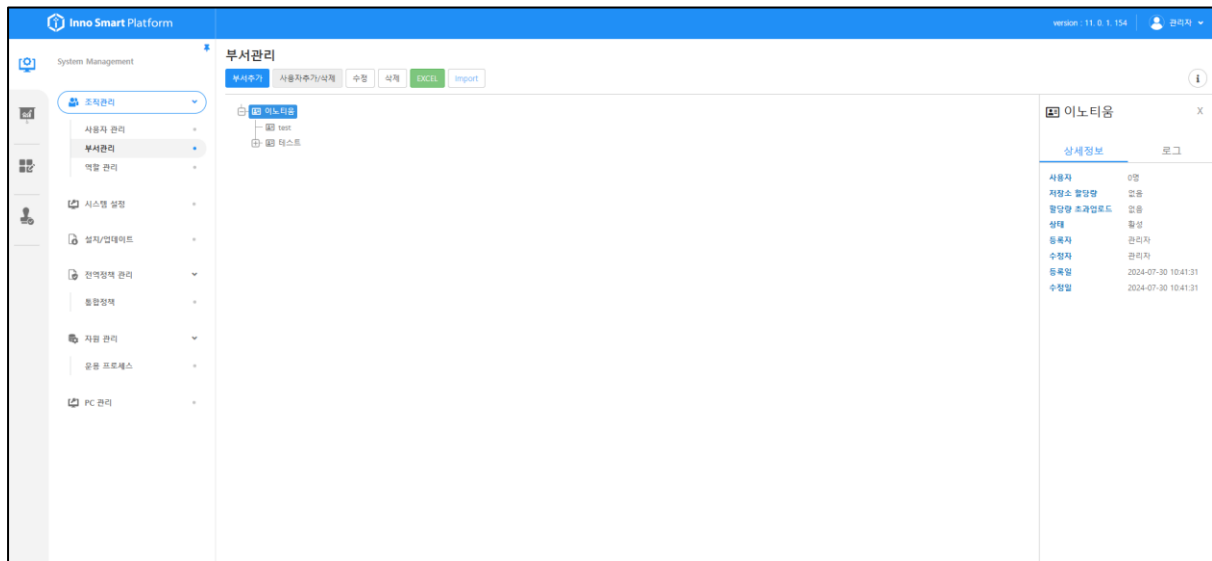 Inno Smart Platform
version : 11. 0. 1. 154
관리자
System Management
조직관리
사용자 관리
부서관리
역할 관리
시스템 설정
설치/업데이트
전역정책 관리
통합정책
자원 관리
운용 프로세스
PC 관리
부서관리
부서추가 사용자추가/삭제 수정 삭제 EXCEL Import
이노티움
test
테스트
이노티움 X
상세정보 로그
사용자 0명
저장소 할당량 없음
할당량 초과업로드 없음
상태 활성
등록자 관리자
수정자 관리자
등록일 2024-07-30 10:41:31
수정일 2024-07-30 10:41:31